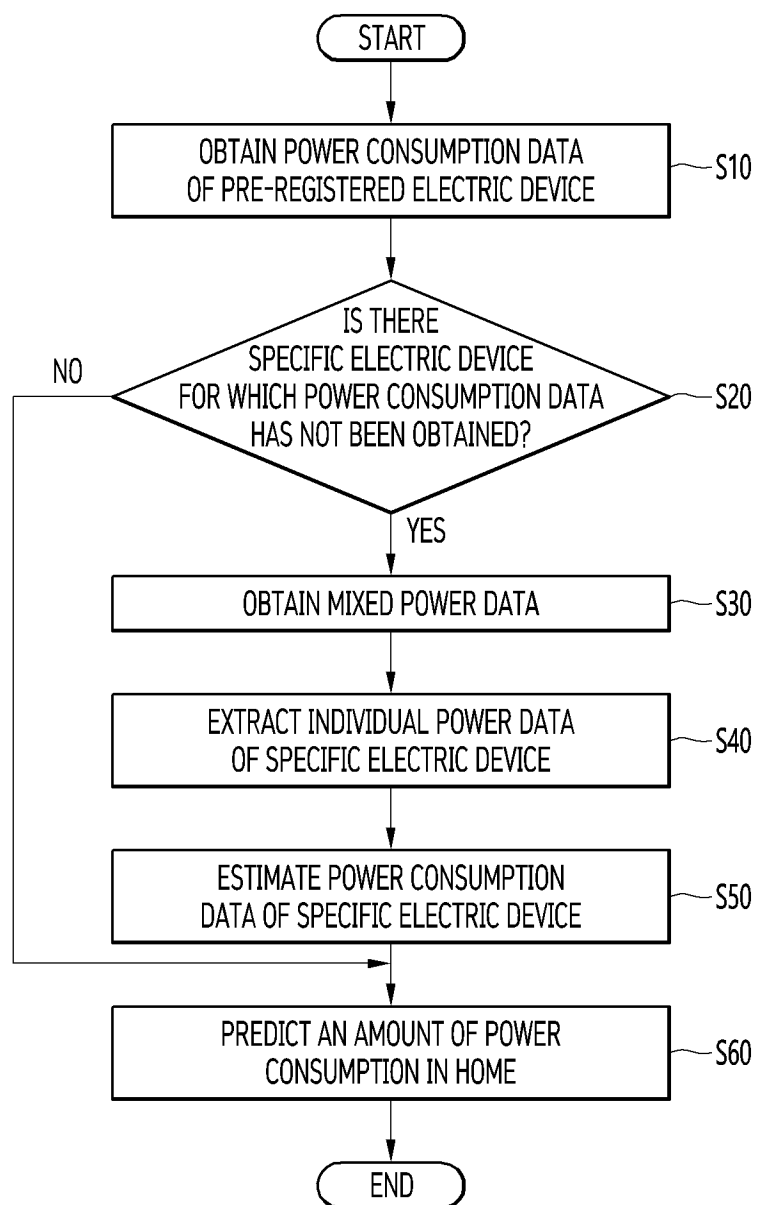 START
OBTAIN POWER CONSUMPTION DATA
OF PRE-REGISTERED ELECTRIC DEVICE
S10
IS THERE
SPECIFIC ELECTRIC DEVICE
FOR WHICH POWER CONSUMPTION DATA
HAS NOT BEEN OBTAINED?
S20
NO
YES
OBTAIN MIXED POWER DATA
S30
EXTRACT INDIVIDUAL POWER DATA
OF SPECIFIC ELECTRIC DEVICE
S40
ESTIMATE POWER CONSUMPTION
DATA OF SPECIFIC ELECTRIC DEVICE
S50
PREDICT AN AMOUNT OF POWER
CONSUMPTION IN HOME
S60
END